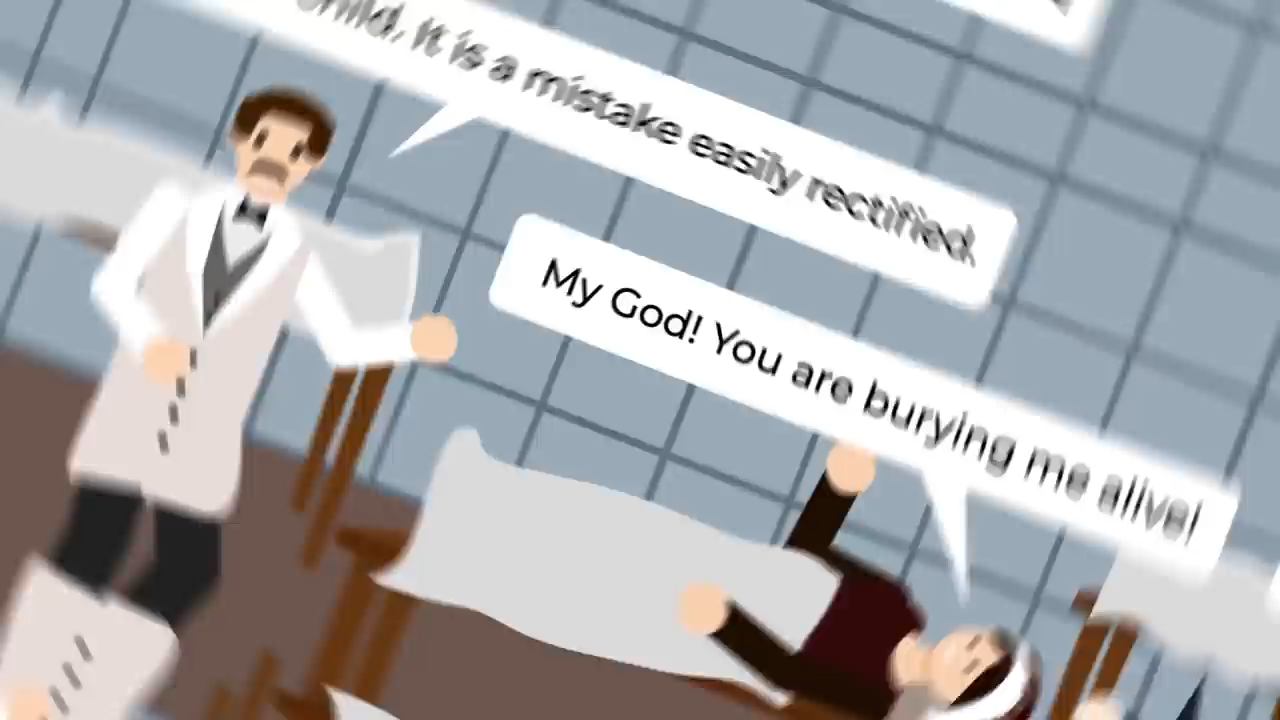 child, it is a mistake easily rectified.
My God! You are burying me alive!